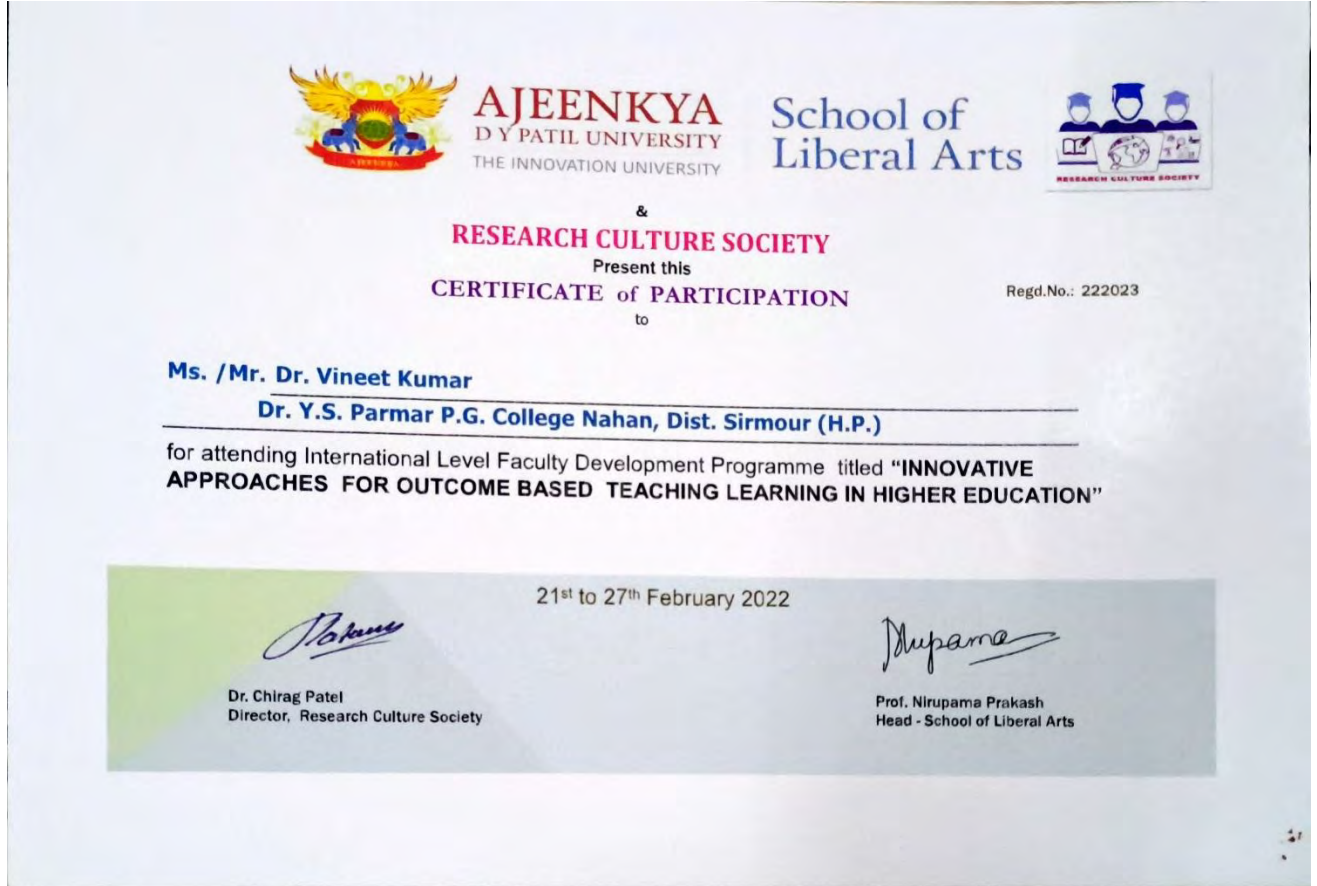 AJEENKYA
D Y PATIL UNIVERSITY
THE INNOVATION UNIVERSITY
AJEENKYA
School of
Liberal Arts
RESEARCH CULTURE SOCIETY
&
RESEARCH CULTURE SOCIETY
Present this
CERTIFICATE of PARTICIPATION
Regd.No.: 222023
to
Ms. /Mr. Dr. Vineet Kumar
Dr. Y.S. Parmar P.G. College Nahan, Dist. Sirmour (H.P.)
for attending International Level Faculty Development Programme titled “INNOVATIVE
APPROACHES FOR OUTCOME BASED TEACHING LEARNING IN HIGHER EDUCATION”
21st to 27th February 2022
Nupama
Dr. Chirag Patel
Director, Research Culture Society
Prof. Nirupama Prakash
Head - School of Liberal Arts